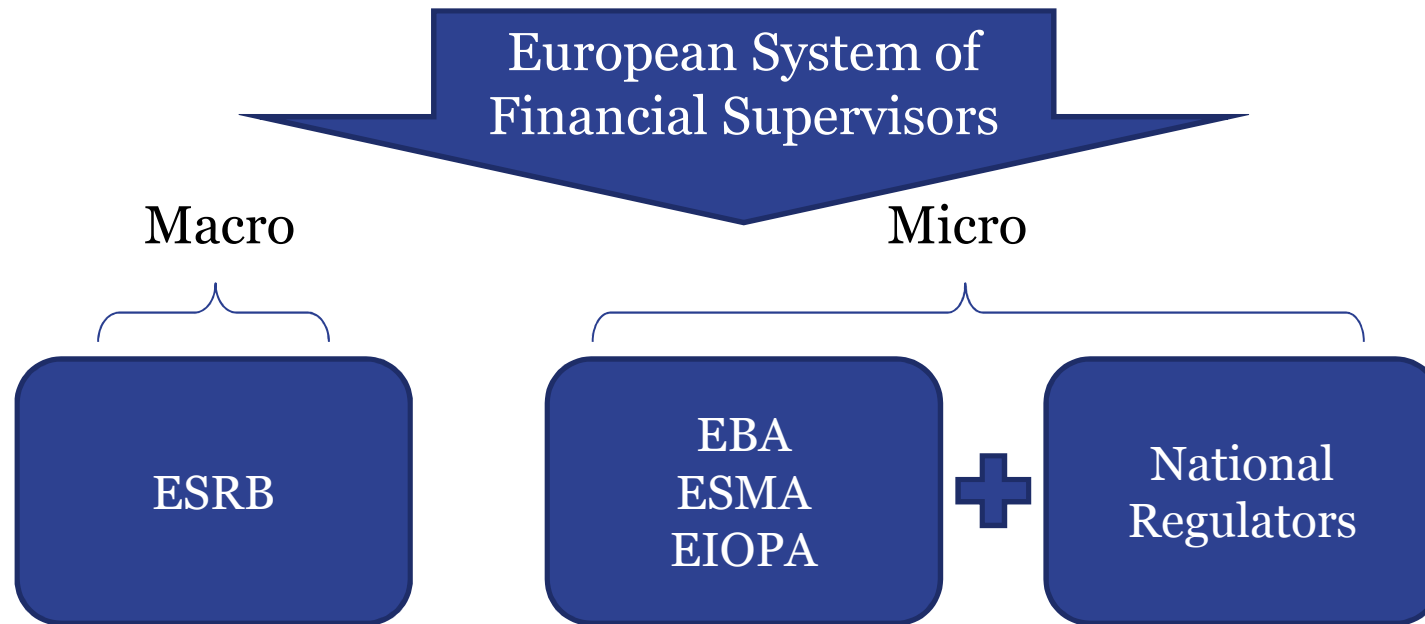 European System of
Financial Supervisors
Macro
Micro
ESRB
EBA
ESMA
EIOPA
National
Regulators